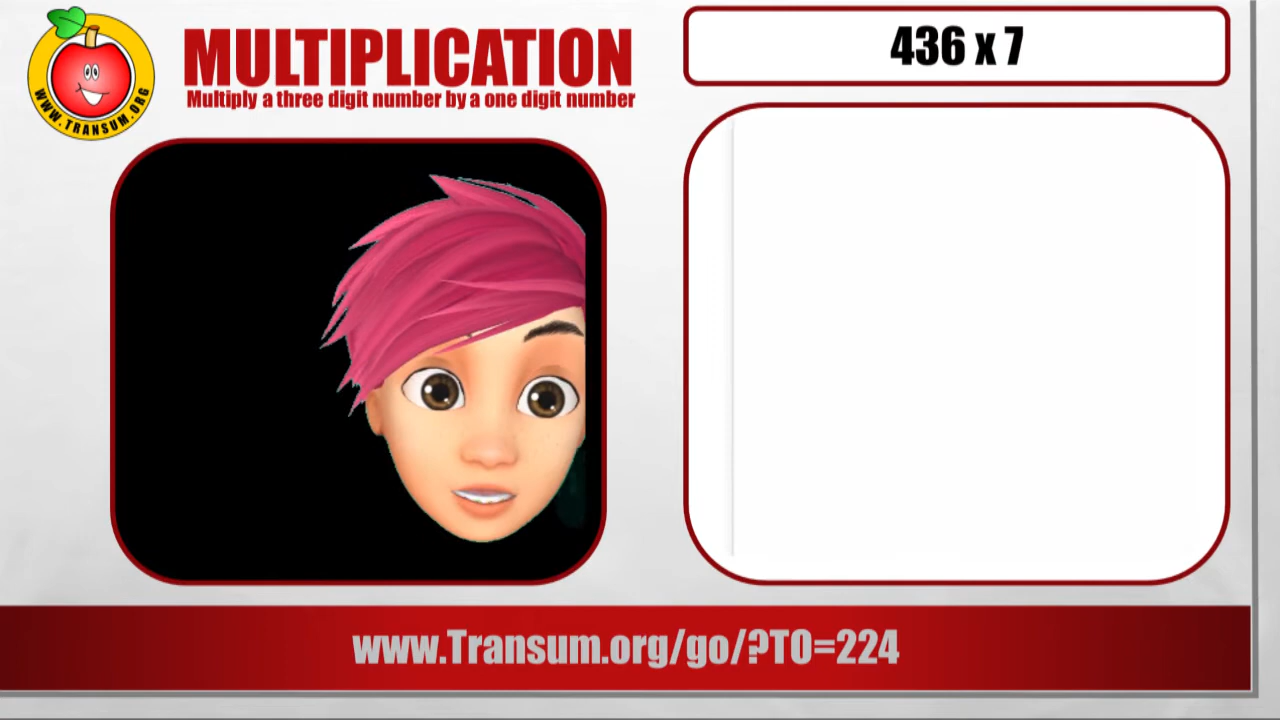 WWW.TRANSUM.ORG
MULTIPLICATION
Multiply a three digit number by a one digit number
436 x 7
www.Transum.org/go/?TO=224